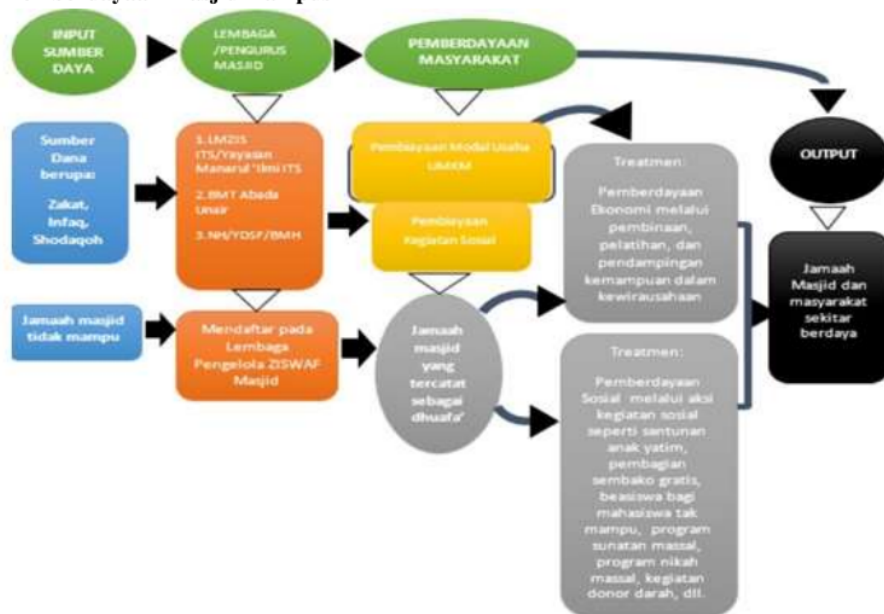 INPUT
SUMBER
DAYA
LEMBAGA
/PENGURUS
MASJID
PEMBERDAYAAN
MASYARAKAT
OUTPUT
Sumber
Dana
berupa:
Zakat,
Infaq,
Shodaqoh
1.LMZIS
ITS/Yayasan
Manarul 'Ilmi ITS
2.BMT Abada
Unair
3.NH/YDSF/BMH
Pembiayaan Modal Usaha
UMKM
Pembiayaan
Kegiatan Sosial
Treatmen:
Pemberdayaan
Ekonomi melalui
pembinaan,
pelatihan, dan
pendampingan
kemampuan dalam
kewirausahaan
Jamaah
Masjid dan
masyarakat
sekitar
berdaya
Jamaah masjid
tidak mampu
Mendaftar pada
Lembaga
Pengelola ZISWAF
Masjid
Jamaah
masjid
yang
tercatat
sebagai
dhuafa'
Treatmen:
Pemberdayaan
Sosial melalui aksi
kegiatan sosial
seperti santunan
anak yatim,
pembagian
sembako gratis,
beasiswa bagi
mahasiswa tak
mampu, program
sunatan massal,
program nikah
massal, kegiatan
donor darah, dll.